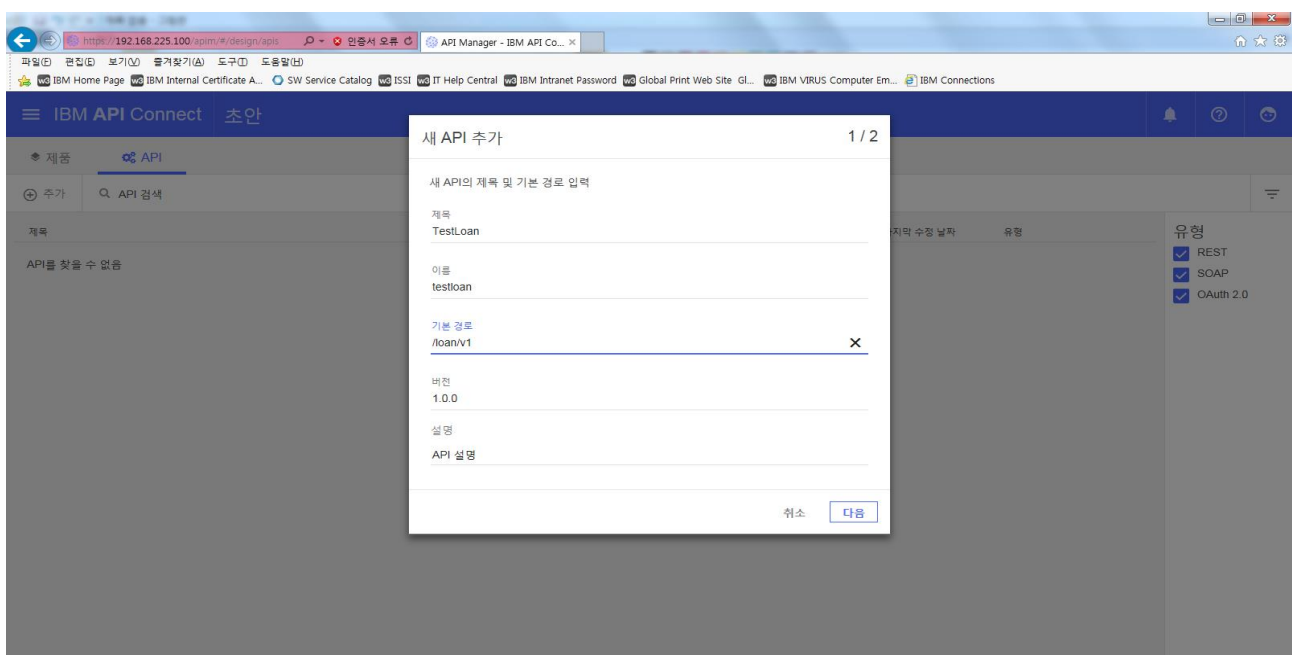 https://192.168.225.100/apim/#/design/apis 인증서 오류 API Manager - IBM API Co...
파일(F) 편집(E) 보기(V) 즐겨찾기(A) 도구(T) 도움말(H)
w3 IBM Home Page w3 IBM Internal Certificate A... SW Service Catalog w3 ISSI w3 IT Help Central w3 IBM Intranet Password w3 Global Print Web Site Gl... w3 IBM VIRUS Computer Em... IBM Connections
IBM API Connect 초안
제품 API
추가 API 검색
제목 지막 수정 날짜 유형
API를 찾을 수 없음
새 API 추가 1 / 2
새 API의 제목 및 기본 경로 입력
제목
TestLoan
이름
testloan
기본 경로
/loan/v1
버전
1.0.0
설명
API 설명
취소 다음
유형
REST
SOAP
OAuth 2.0